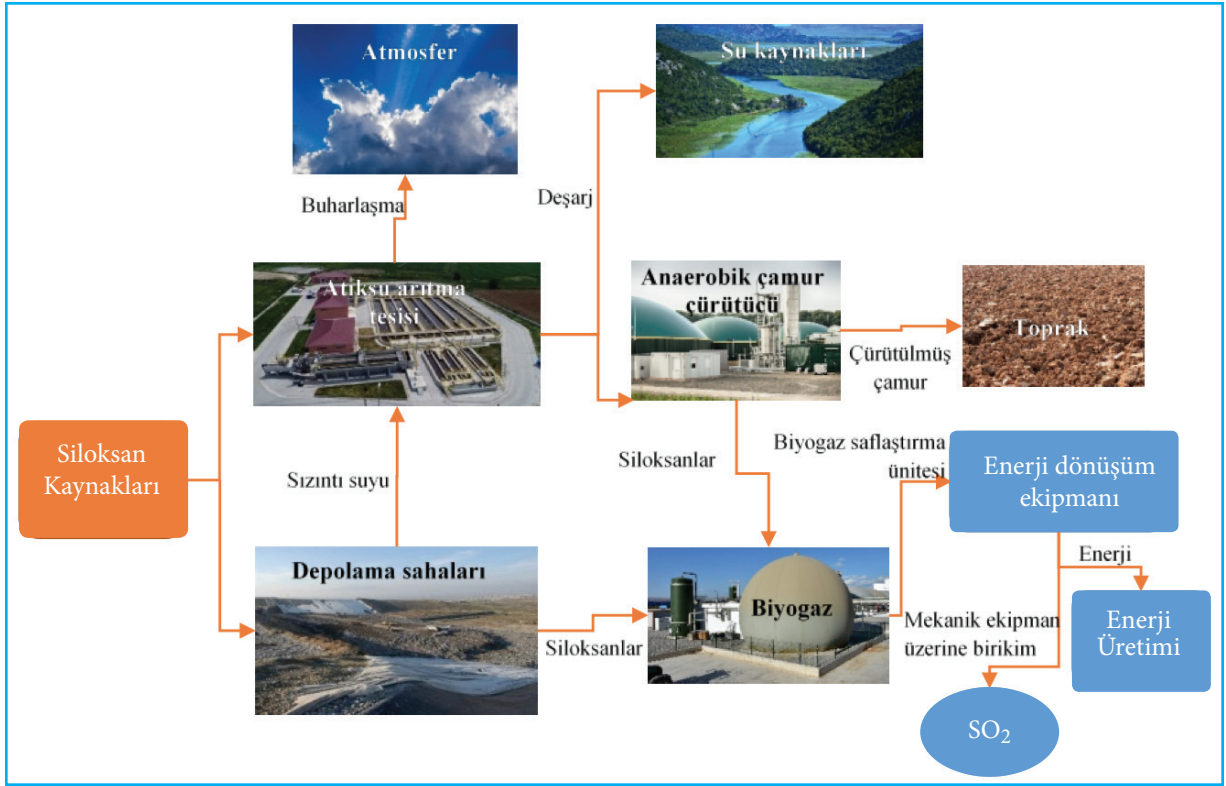 Atmosfer
Su kaynakları
Buharlaşma
Deşarj
Atiksu arıtma
tesisi
Anaerobik çamur
çürütücü
Toprak
Çürütülmüş
çamur
Siloksan
Kaynakları
Sızıntı suyu
Siloksanlar
Biyogaz saflaştırma
ünitesi
Enerji dönüşüm
ekipmanı
Depolama sahaları
Siloksanlar
Biyogaz
Enerji
Mekanik ekipman
üzerine birikim
Enerji
Üretimi
SO₂